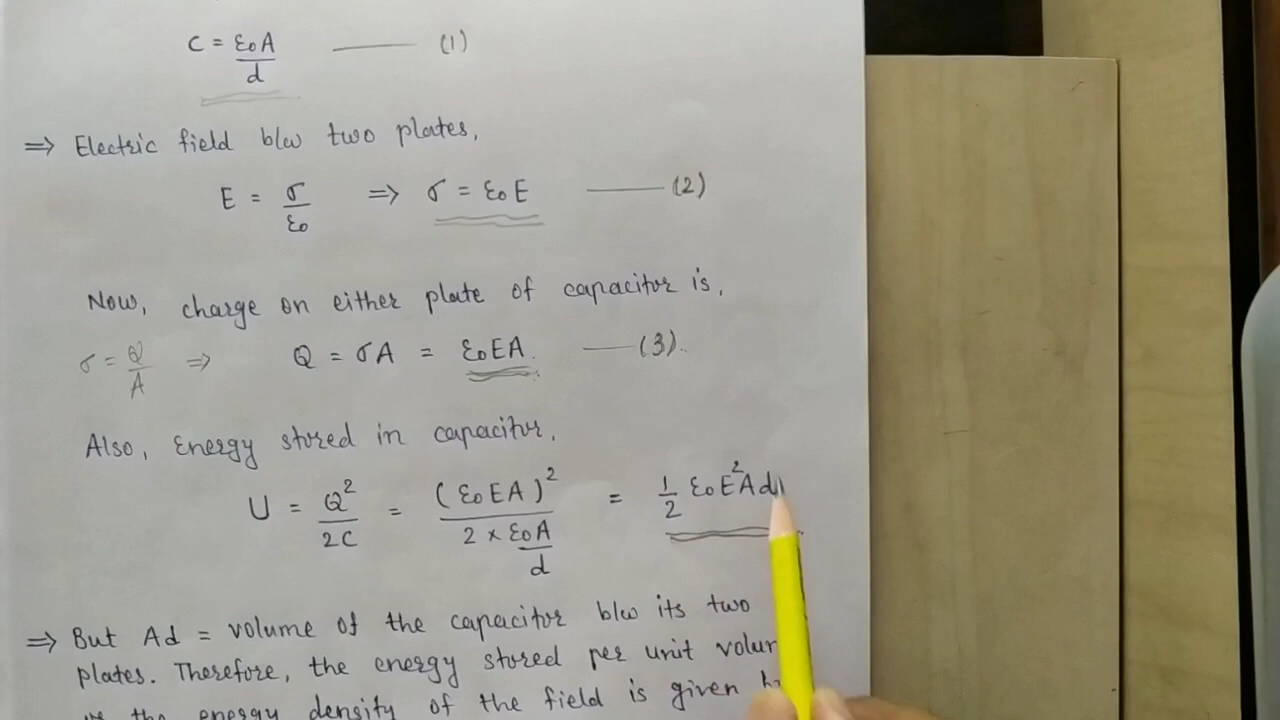 C = ε₀A/d ——— (1)
⇒ Electric field b/w two plates,
E = σ/ε₀ ⇒ σ = ε₀E ——— (2)
Now, charge on either plate of capacitor is,
σ = Q/A ⇒ Q = σA = ε₀EA. ——— (3).
Also, Energy stored in capacitor,
U = Q²/2C = (ε₀EA)²/(2 × ε₀A/d) = 1/2 ε₀E²Ad
⇒ But Ad = volume of the capacitor b/w its two
plates. Therefore, the energy stored per unit
the energy density of the field is given